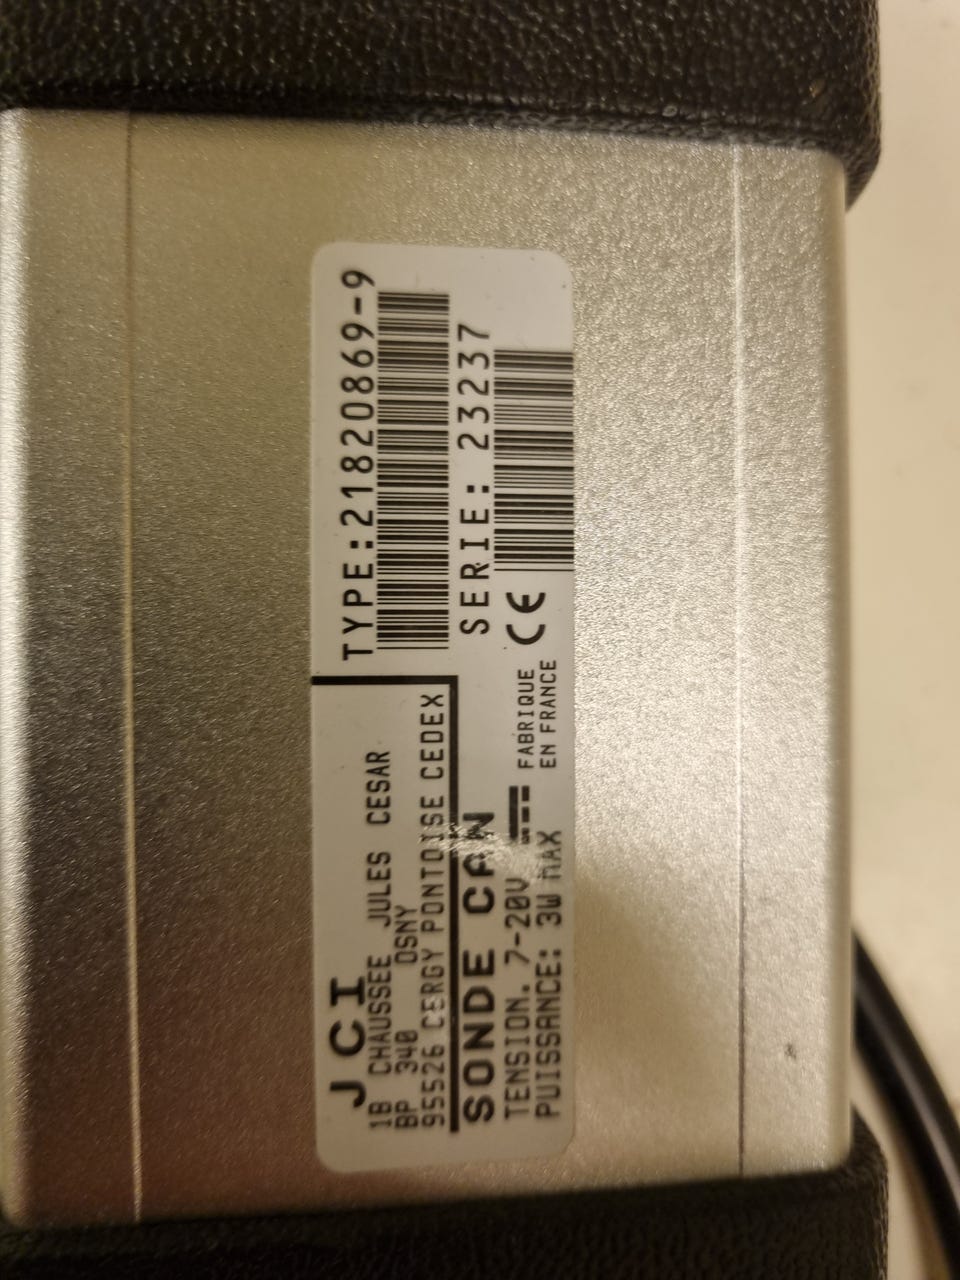 JCI
18 CHAUSSEE JULES CESAR
BP 340 OSNY
95526 CERGY PONTOISE CEDEX
TYPE:21820869-9
SERIE: 23237
SONDE CAN
TENSION. 7-20V
PUISSANCE: 3W MAX
FABRIQUE
EN FRANCE
CE